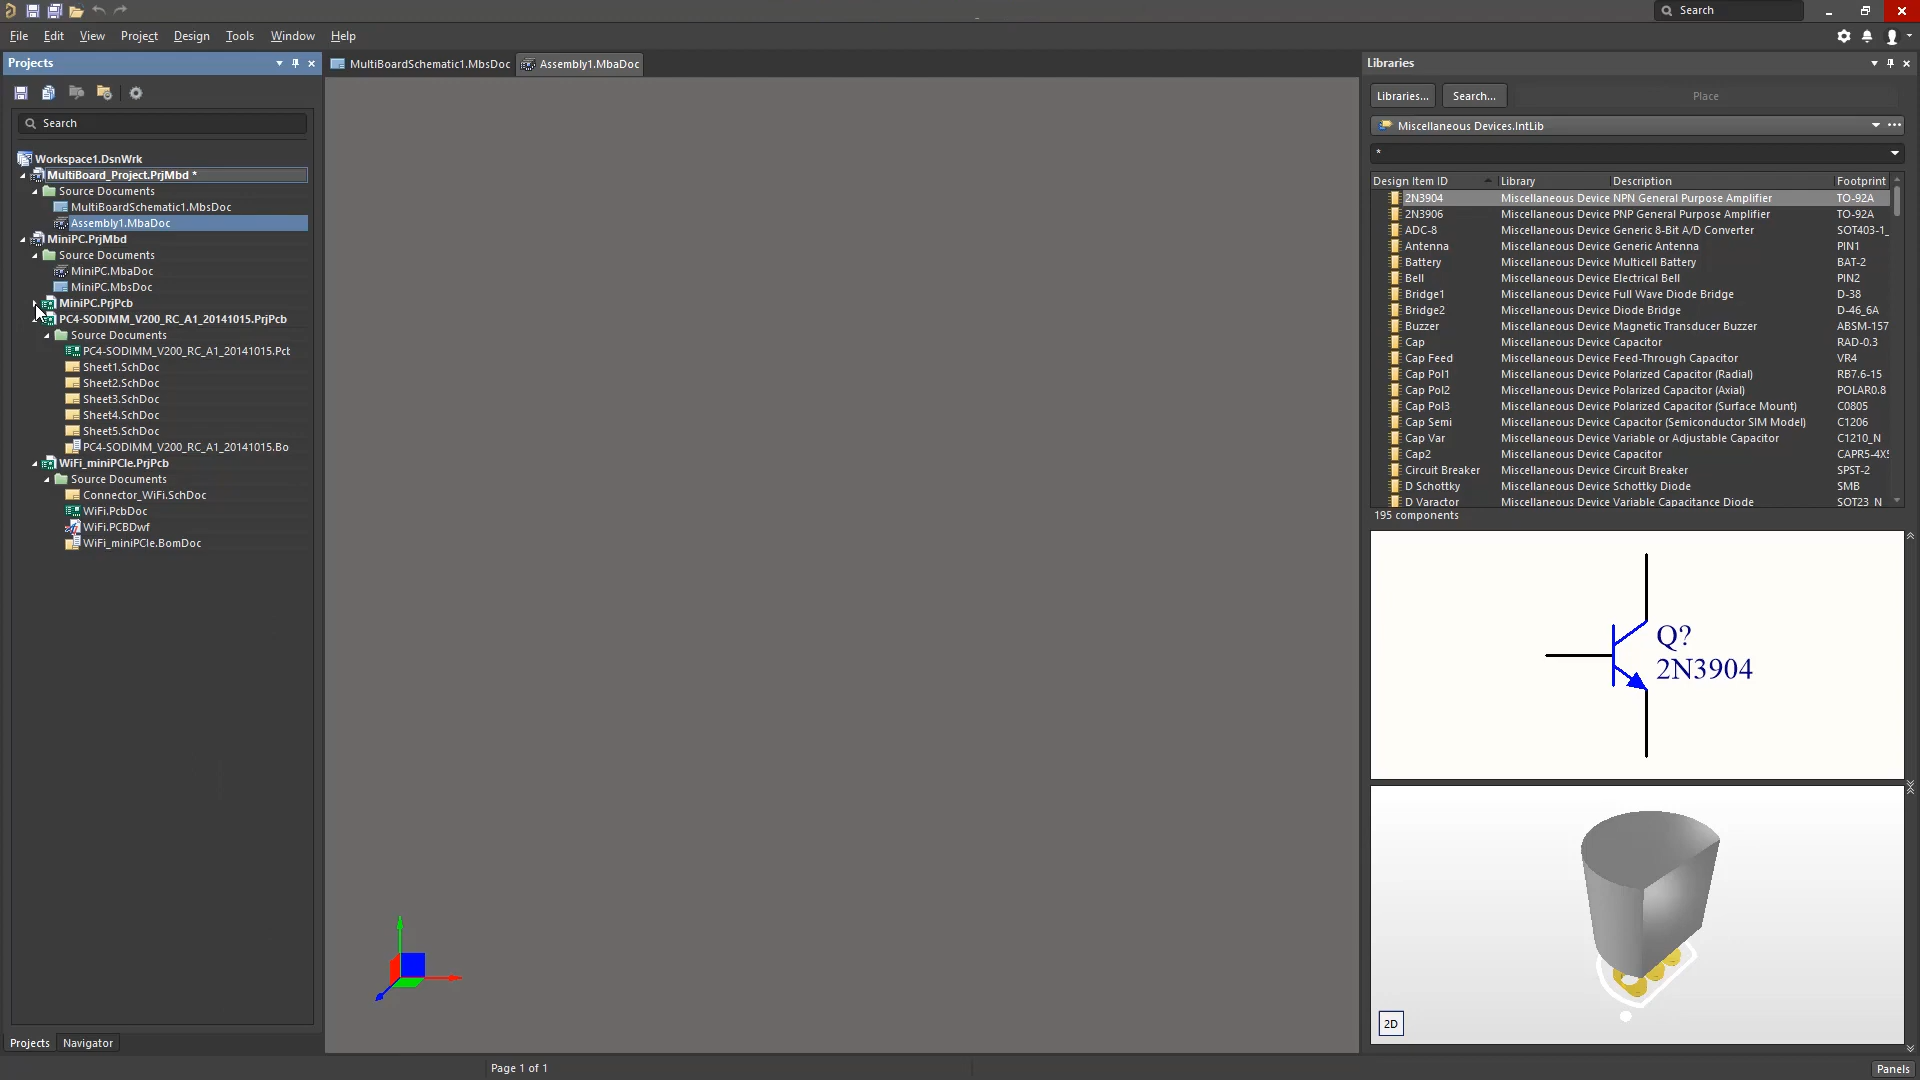 Search
File Edit View Project Design Tools Window Help
Projects
Search
Workspace1.DsnWrk
MultiBoard_Project.PrjMbd *
Source Documents
MultiBoardSchematic1.MbsDoc
Assembly1.MbaDoc
MiniPC.PrjMbd
Source Documents
MiniPC.MbaDoc
MiniPC.MbsDoc
MiniPC.PrjPcb
PC4-SODIMM_V200_RC_A1_20141015.PrjPcb
Source Documents
PC4-SODIMM_V200_RC_A1_20141015.Pcb
Sheet1.SchDoc
Sheet2.SchDoc
Sheet3.SchDoc
Sheet4.SchDoc
Sheet5.SchDoc
PC4-SODIMM_V200_RC_A1_20141015.Bo
WiFi_miniPCIe.PrjPcb
Source Documents
Connector_WiFi.SchDoc
WiFi.PcbDoc
WiFi.PCBDwf
WiFi_miniPCIe.BomDoc
Projects Navigator
MultiBoardSchematic1.MbsDoc Assembly1.MbaDoc
Page 1 of 1
Libraries
Libraries... Search... Place
Miscellaneous Devices.IntLib
*
Design Item ID Library Description Footprint
2N3904 Miscellaneous Device NPN General Purpose Amplifier TO-92A
2N3906 Miscellaneous Device PNP General Purpose Amplifier TO-92A
ADC-8 Miscellaneous Device Generic 8-Bit A/D Converter SOT403-1_
Antenna Miscellaneous Device Generic Antenna PIN1
Battery Miscellaneous Device Multicell Battery BAT-2
Bell Miscellaneous Device Electrical Bell PIN2
Bridge1 Miscellaneous Device Full Wave Diode Bridge D-38
Bridge2 Miscellaneous Device Diode Bridge D-46_6A
Buzzer Miscellaneous Device Magnetic Transducer Buzzer ABSM-157
Cap Miscellaneous Device Capacitor RAD-0.3
Cap Feed Miscellaneous Device Feed-Through Capacitor VR4
Cap Pol1 Miscellaneous Device Polarized Capacitor (Radial) RB7.6-15
Cap Pol2 Miscellaneous Device Polarized Capacitor (Axial) POLAR0.8
Cap Pol3 Miscellaneous Device Polarized Capacitor (Surface Mount) C0805
Cap Semi Miscellaneous Device Capacitor (Semiconductor SIM Model) C1206
Cap Var Miscellaneous Device Variable or Adjustable Capacitor C1210_N
Cap2 Miscellaneous Device Capacitor CAPR5-4X5
Circuit Breaker Miscellaneous Device Circuit Breaker SPST-2
D Schottky Miscellaneous Device Schottky Diode SMB
D Varactor Miscellaneous Device Variable Capacitance Diode SOT23_N
195 components
Q?
2N3904
2D
Panels